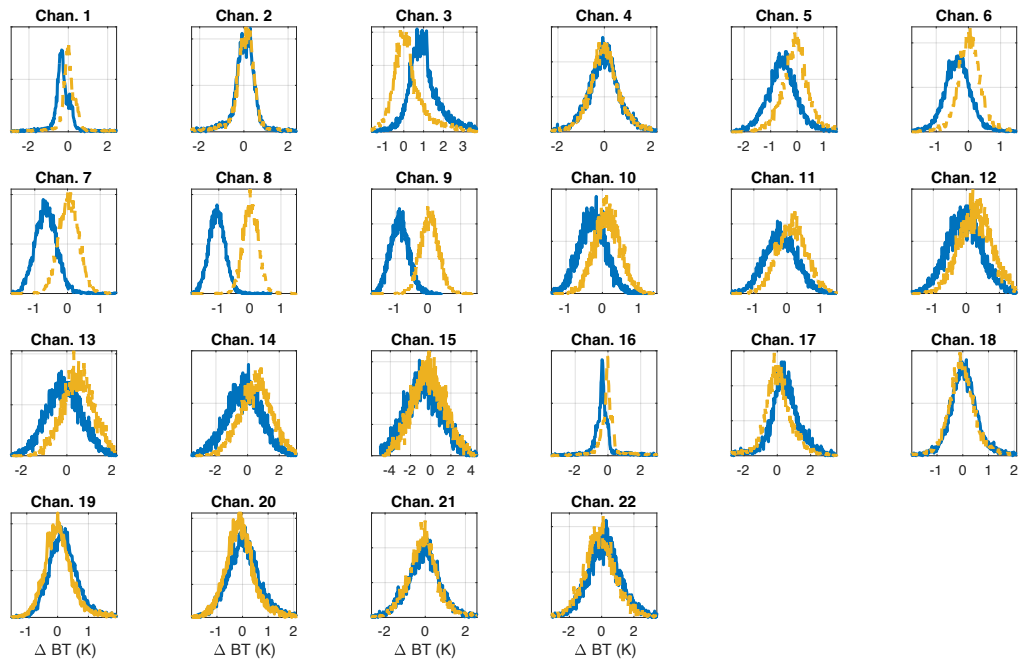 Chan. 1 Chan. 2 Chan. 3 Chan. 4 Chan. 5 Chan. 6
-2 0 2 -2 0 2 -1 0 1 2 3 -2 0 2 -2 -1 0 1 -1 0 1
Chan. 7 Chan. 8 Chan. 9 Chan. 10 Chan. 11 Chan. 12
-1 0 1 -1 0 1 -1 0 1 -1 0 1 -1 0 1 -1 0 1
Chan. 13 Chan. 14 Chan. 15 Chan. 16 Chan. 17 Chan. 18
-2 0 2 -2 0 2 -4 -2 0 2 4 -2 0 2 -2 0 2 -1 0 1 2
Chan. 19 Chan. 20 Chan. 21 Chan. 22
-1 0 1 -2 -1 0 1 2 -2 0 2 -2 0 2
Δ BT (K) Δ BT (K) Δ BT (K) Δ BT (K)